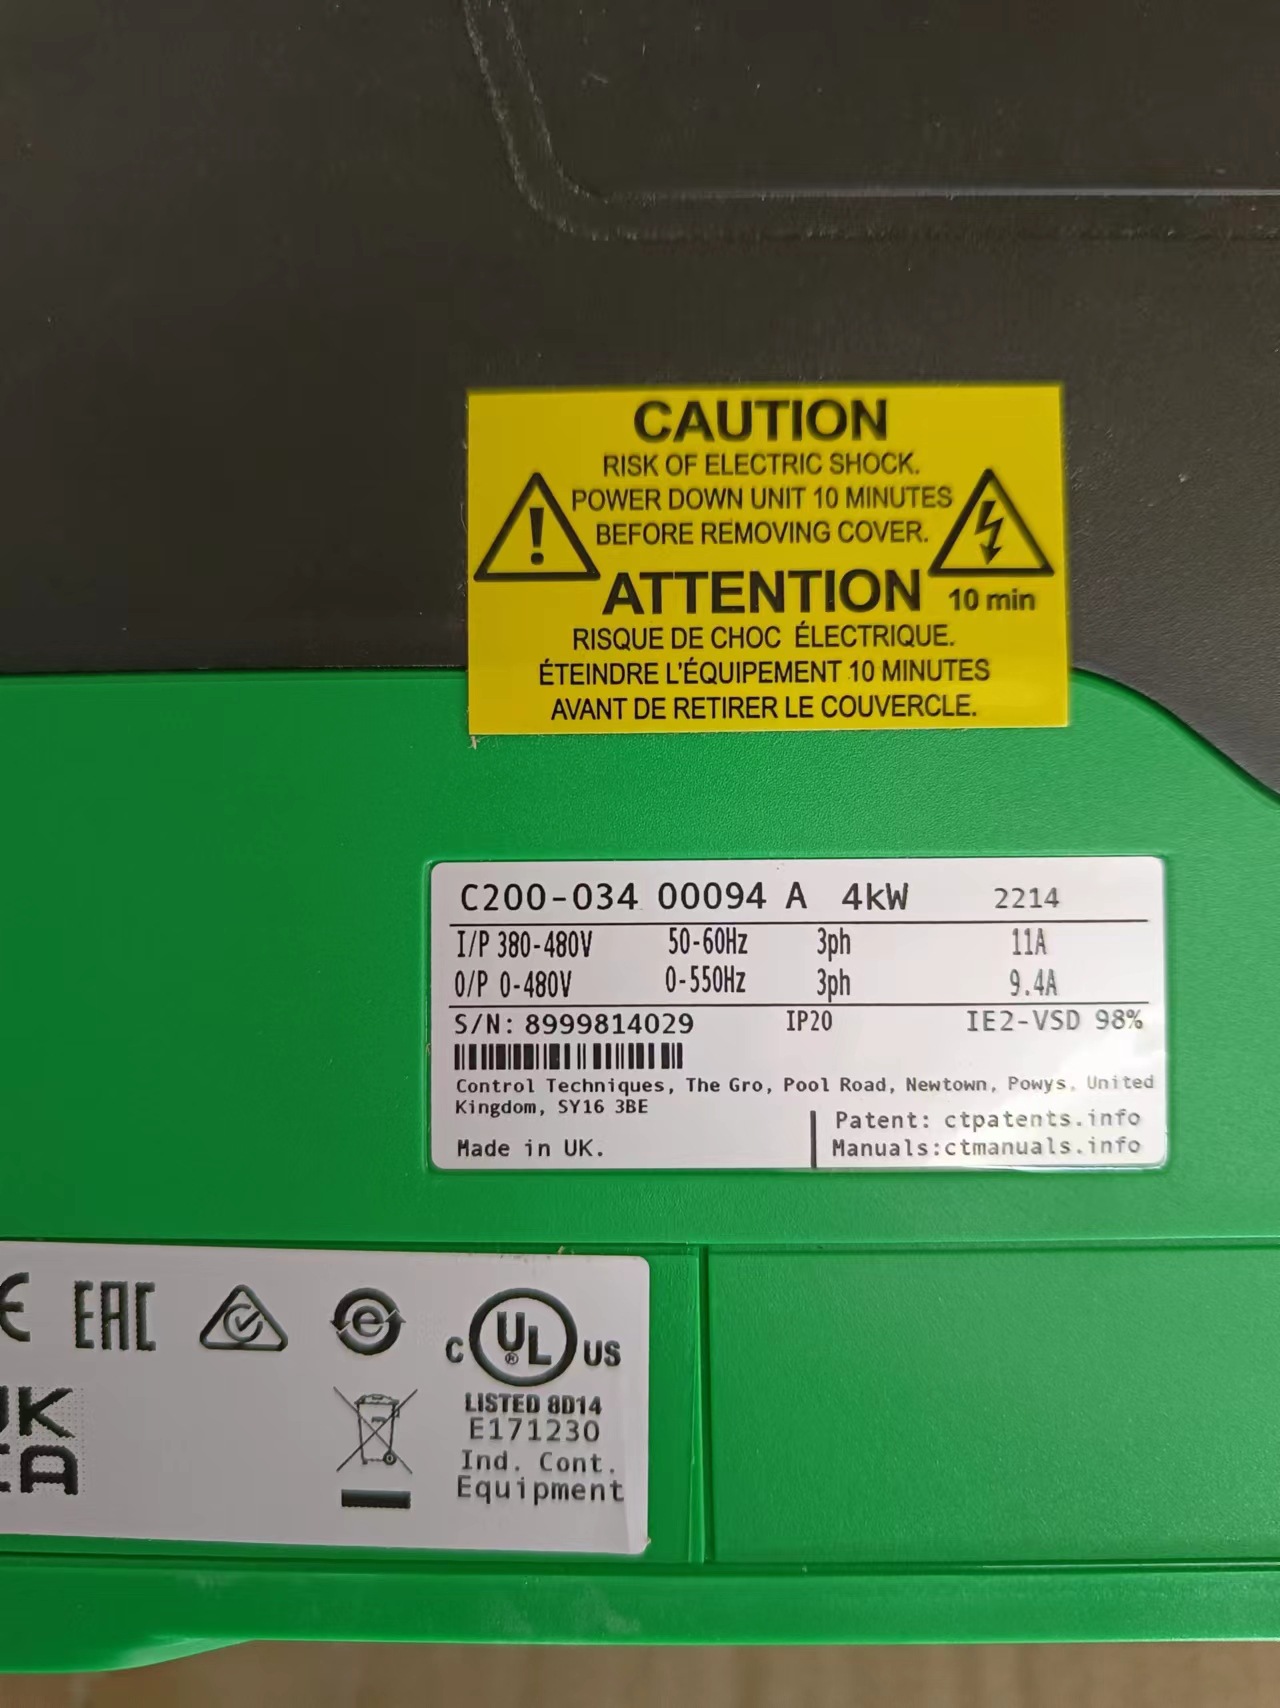 CAUTION
RISK OF ELECTRIC SHOCK.
POWER DOWN UNIT 10 MINUTES
BEFORE REMOVING COVER.
ATTENTION
10 min
RISQUE DE CHOC ÉLECTRIQUE.
ÉTEINDRE L'ÉQUIPEMENT 10 MINUTES
AVANT DE RETIRER LE COUVERCLE.
C200-034 00094 A 4kW 2214
I/P 380-480V 50-60Hz 3ph 11A
O/P 0-480V 0-550Hz 3ph 9.4A
S/N: 8999814029 IP20 IE2-VSD 98%
Control Techniques, The Gro, Pool Road, Newtown, Powys, United
Kingdom, SY16 3BE
Patent: ctpatents.info
Made in UK.
Manuals:ctmanuals.info
CE EAC
C UL ® US
UK
CA
LISTED 8D14
E171230
Ind. Cont.
Equipment